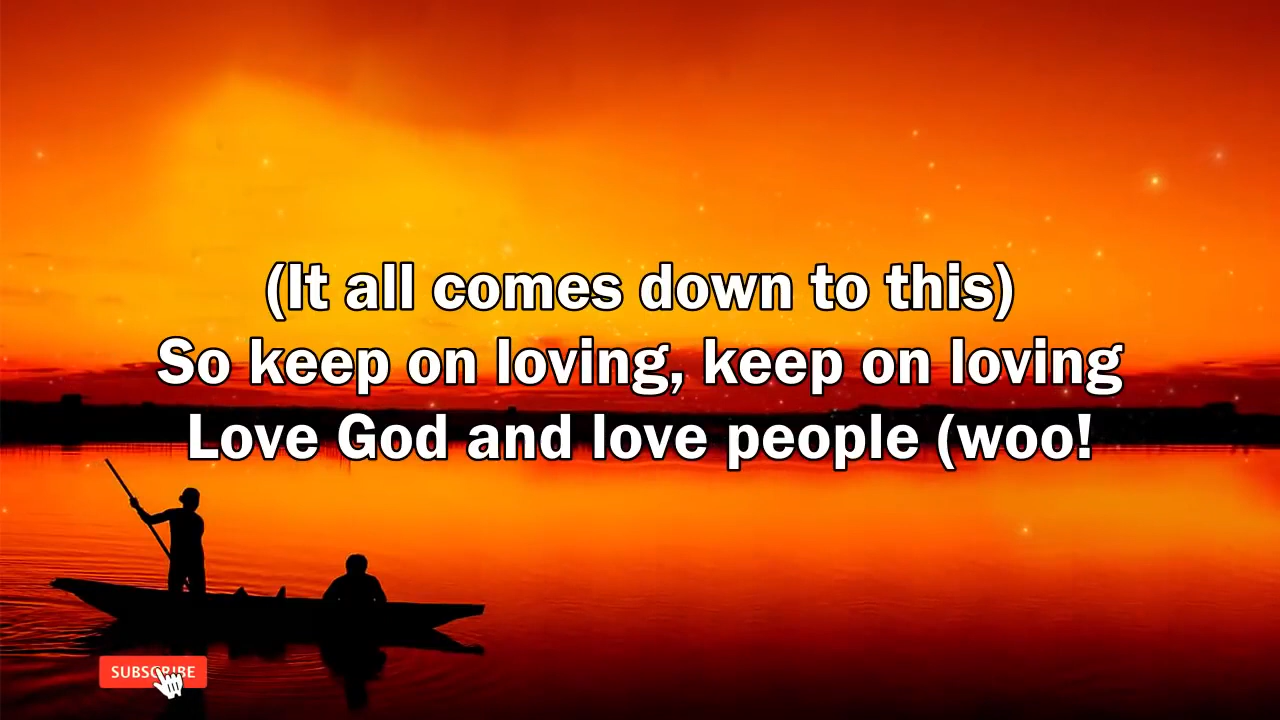 (It all comes down to this)
So keep on loving, keep on loving
Love God and love people (woo!
SUBSCRIBE